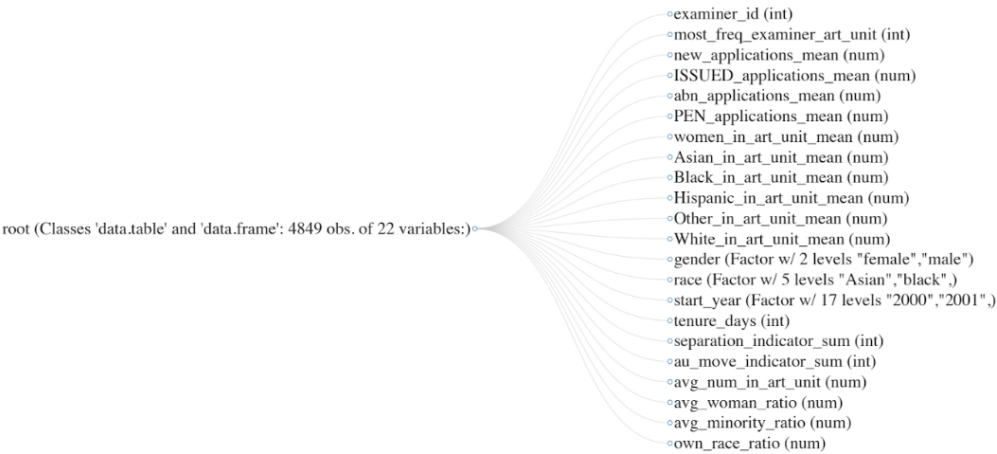 examiner_id (int)
most_freq_examiner_art_unit (int)
new_applications_mean (num)
ISSUED_applications_mean (num)
abn_applications_mean (num)
PEN_applications_mean (num)
women_in_art_unit_mean (num)
Asian_in_art_unit_mean (num)
Black_in_art_unit_mean (num)
Hispanic_in_art_unit_mean (num)
Other_in_art_unit_mean (num)
root (Classes 'data.table' and 'data.frame': 4849 obs. of 22 variables:)
White_in_art_unit_mean (num)
gender (Factor w/ 2 levels "female","male")
race (Factor w/ 5 levels "Asian","black",)
start_year (Factor w/ 17 levels "2000","2001",)
tenure_days (int)
separation_indicator_sum (int)
au_move_indicator_sum (int)
avg_num_in_art_unit (num)
avg_woman_ratio (num)
avg_minority_ratio (num)
own_race_ratio (num)